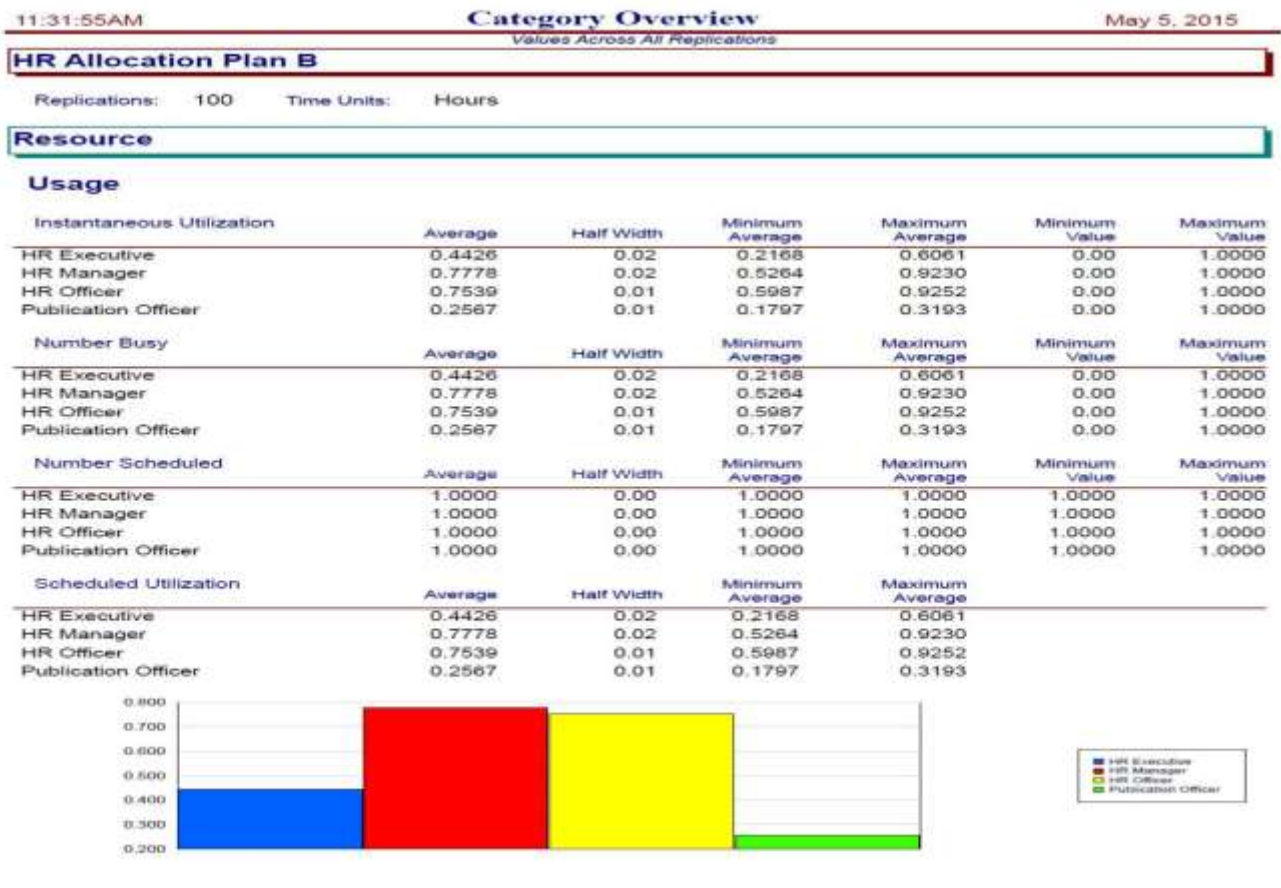 11:31:55AM Category Overview May 5, 2015
Values Across All Replications
HR Allocation Plan B
Replications: 100 Time Units: Hours
Resource
Usage
Instantaneous Utilization Average Half Width Minimum Average Maximum Average Minimum Value Maximum Value
HR Executive 0.4426 0.02 0.2168 0.6061 0.00 1.0000
HR Manager 0.7778 0.02 0.5264 0.9230 0.00 1.0000
HR Officer 0.7539 0.01 0.5987 0.9252 0.00 1.0000
Publication Officer 0.2567 0.01 0.1797 0.3193 0.00 1.0000
Number Busy Average Half Width Minimum Average Maximum Average Minimum Value Maximum Value
HR Executive 0.4426 0.02 0.2168 0.6061 0.00 1.0000
HR Manager 0.7778 0.02 0.5264 0.9230 0.00 1.0000
HR Officer 0.7539 0.01 0.5987 0.9252 0.00 1.0000
Publication Officer 0.2567 0.01 0.1797 0.3193 0.00 1.0000
Number Scheduled Average Half Width Minimum Average Maximum Average Minimum Value Maximum Value
HR Executive 1.0000 0.00 1.0000 1.0000 1.0000 1.0000
HR Manager 1.0000 0.00 1.0000 1.0000 1.0000 1.0000
HR Officer 1.0000 0.00 1.0000 1.0000 1.0000 1.0000
Publication Officer 1.0000 0.00 1.0000 1.0000 1.0000 1.0000
Scheduled Utilization Average Half Width Minimum Average Maximum Average
HR Executive 0.4426 0.02 0.2168 0.6061
HR Manager 0.7778 0.02 0.5264 0.9230
HR Officer 0.7539 0.01 0.5987 0.9252
Publication Officer 0.2567 0.01 0.1797 0.3193
0.800
0.700
0.600
0.500
0.400
0.300
0.200
HR Executive
HR Manager
HR Officer
Publication Officer